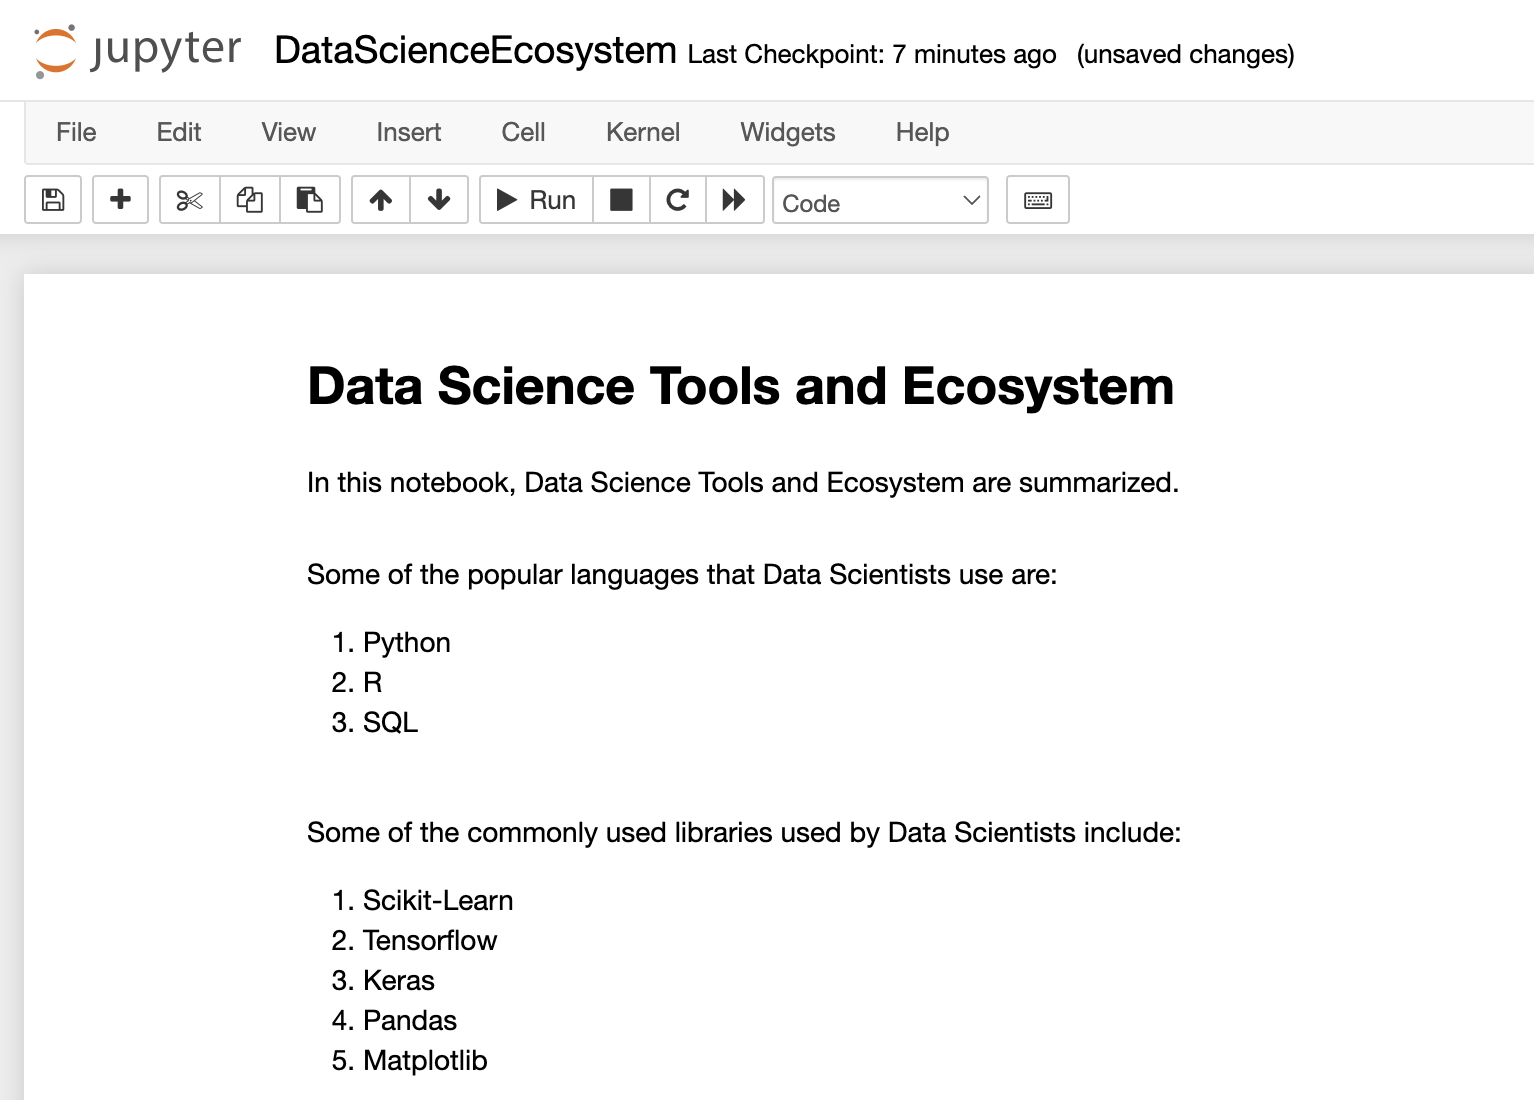 jupyter DataScienceEcosystem Last Checkpoint: 7 minutes ago (unsaved changes)
File Edit View Insert Cell Kernel Widgets Help
Run Code
Data Science Tools and Ecosystem
In this notebook, Data Science Tools and Ecosystem are summarized.
Some of the popular languages that Data Scientists use are:
1. Python
2. R
3. SQL
Some of the commonly used libraries used by Data Scientists include:
1. Scikit-Learn
2. Tensorflow
3. Keras
4. Pandas
5. Matplotlib